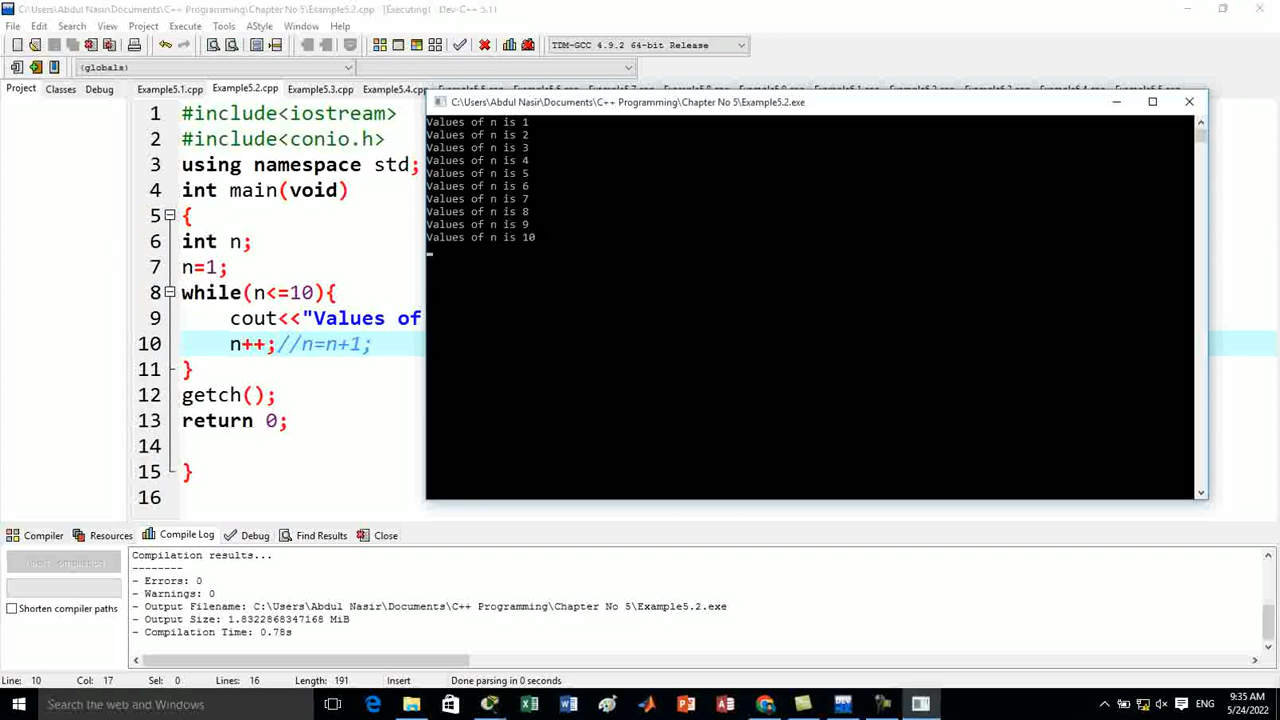 C:\Users\Abdul Nasir\Documents\C++ Programming\Chapter No 5\Example5.2.cpp - [Executing] - Dev-C++ 5.11
File Edit Search View Project Execute Tools AStyle Window Help
TDM-GCC 4.9.2 64-bit Release
(globals)
Project Classes Debug Example5.1.cpp Example5.2.cpp Example5.3.cpp Example5.4.cpp
C:\Users\Abdul Nasir\Documents\C++ Programming\Chapter No 5\Example5.2.exe
1 #include<iostream>
2 #include<conio.h>
3 using namespace std;
4 int main(void)
5 {
6 int n;
7 n=1;
8 while(n<=10){
9 cout<<"Values of
10 n++;//n=n+1;
11 }
12 getch();
13 return 0;
14
15 }
16
Values of n is 1
Values of n is 2
Values of n is 3
Values of n is 4
Values of n is 5
Values of n is 6
Values of n is 7
Values of n is 8
Values of n is 9
Values of n is 10
Compiler Resources Compile Log Debug Find Results Close
Shorten compiler paths
Compilation results...
--------
- Errors: 0
- Warnings: 0
- Output Filename: C:\Users\Abdul Nasir\Documents\C++ Programming\Chapter No 5\Example5.2.exe
- Output Size: 1.8322868347168 MiB
- Compilation Time: 0.78s
Line: 10 Col: 17 Sel: 0 Lines: 16 Length: 191 Insert Done parsing in 0 seconds
Search the web and Windows
9:35 AM
5/24/2022